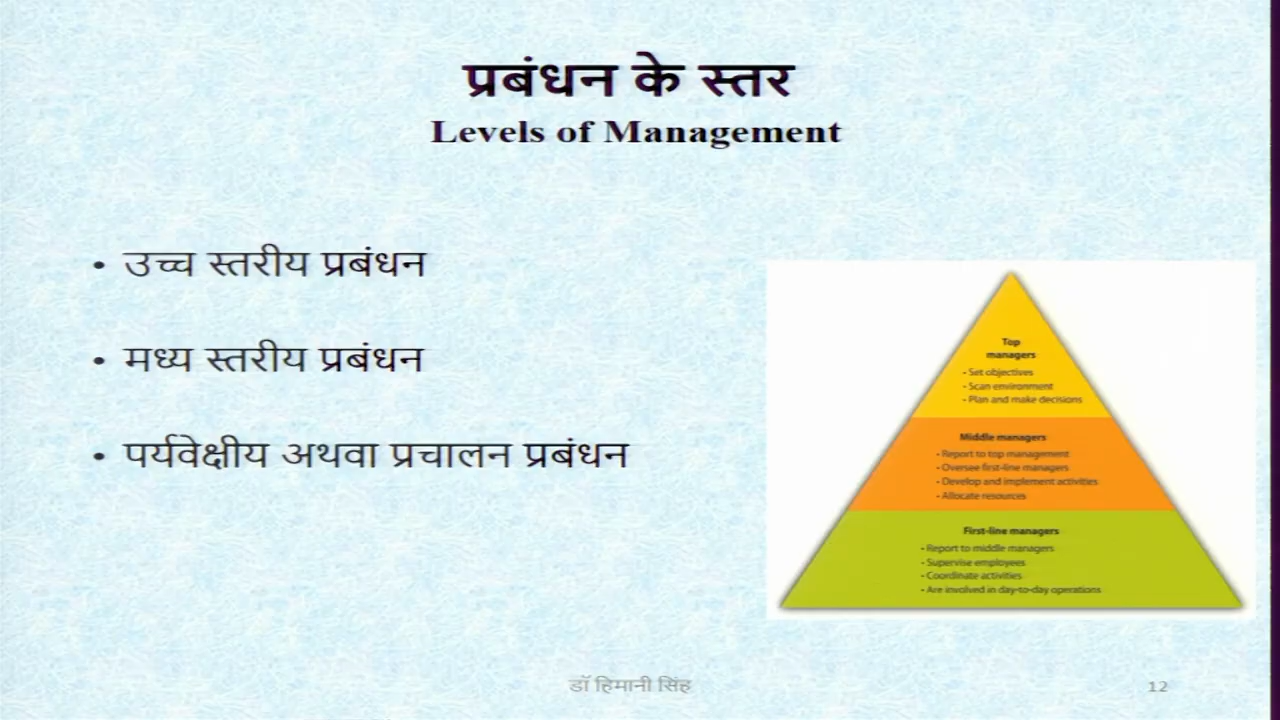 प्रबंधन के स्तर
Levels of Management
• उच्च स्तरीय प्रबंधन
• मध्य स्तरीय प्रबंधन
• पर्यवेक्षीय अथवा प्रचालन प्रबंधन
Top
managers
• Set objectives
• Scan environment
• Plan and make decisions
Middle managers
• Report to top management
• Oversee first-line managers
• Develop and implement activities
• Allocate resources
First-line managers
• Report to middle managers
• Supervise employees
• Coordinate activities
• Are involved in day-to-day operations
डॉ हिमानी सिंह
12